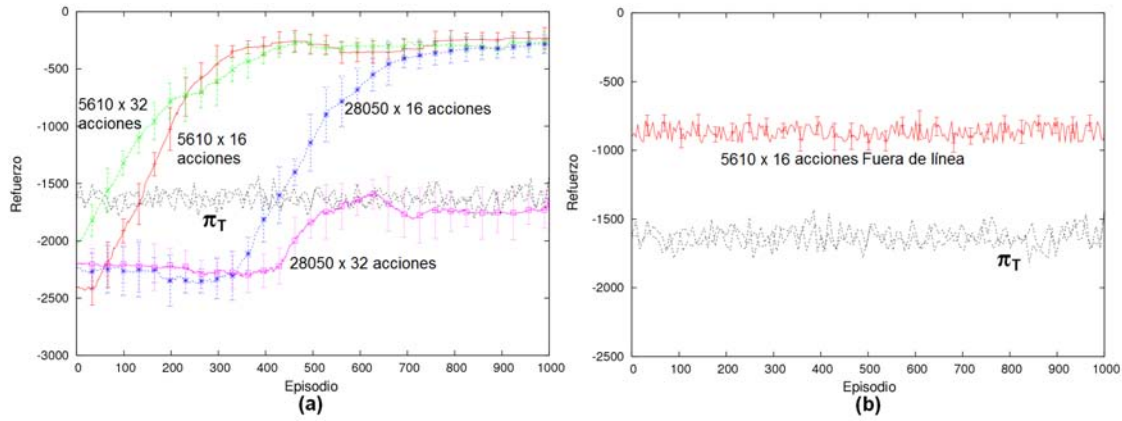 0
-500
-1000
-1500
-2000
-2500
-3000
Refuerzo
5610 x 32
acciones
5610 x 16
acciones
28050 x 16 acciones
πT
28050 x 32 acciones
0 100 200 300 400 500 600 700 800 900 1000
Episodio
(a)
0
-500
-1000
-1500
-2000
-2500
Refuerzo
5610 x 16 acciones Fuera de línea
πT
0 100 200 300 400 500 600 700 800 900 1000
Episodio
(b)